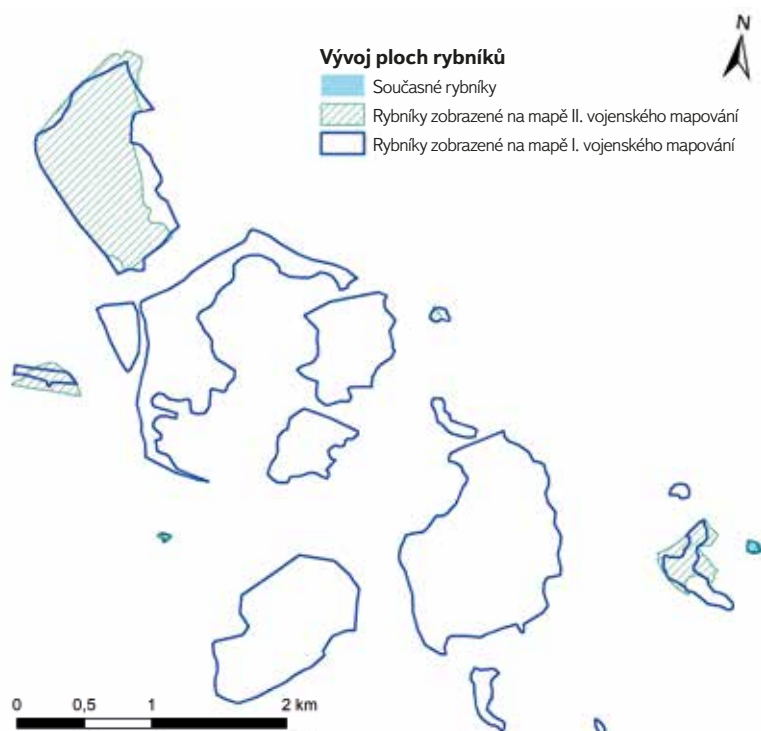 N
Vývoj ploch rybníků
Současné rybníky
Rybníky zobrazené na mapě II. vojenského mapování
Rybníky zobrazené na mapě I. vojenského mapování
0 0,5 1 2 km